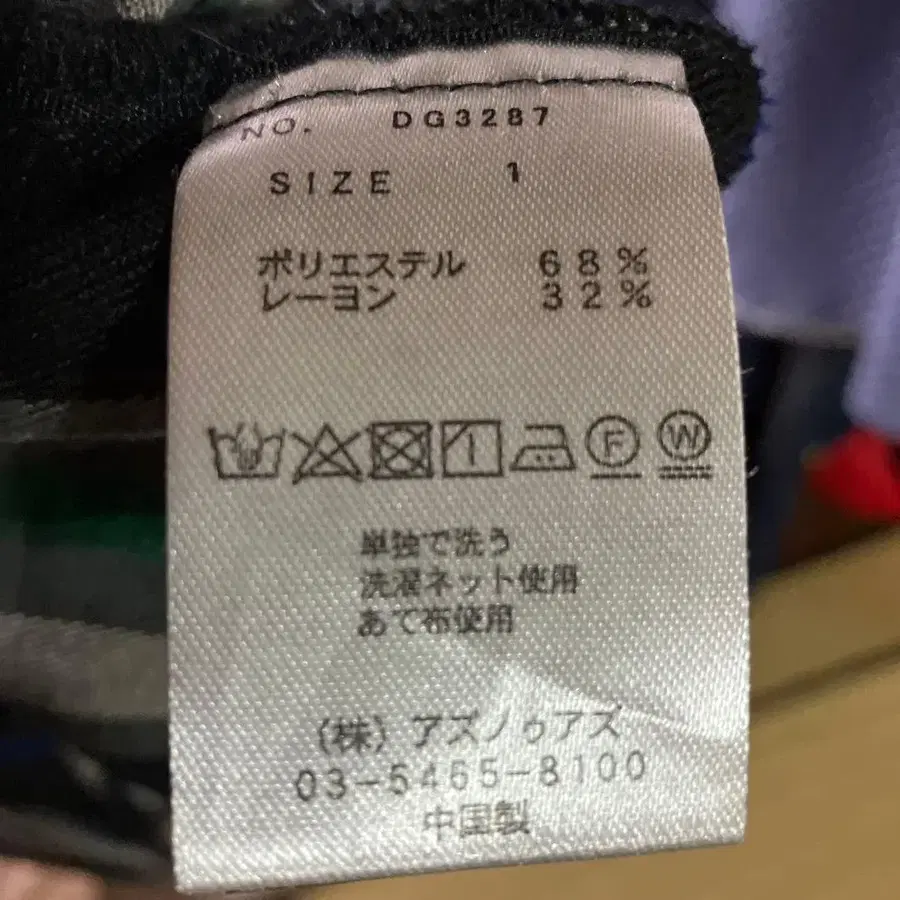 NO. DG3287
SIZE 1
ポリエステル 68%
レーヨン 32%
F W
単独で洗う
洗濯ネット使用
あて布使用
(株)アズノゥアズ
03-5465-8100
中国製